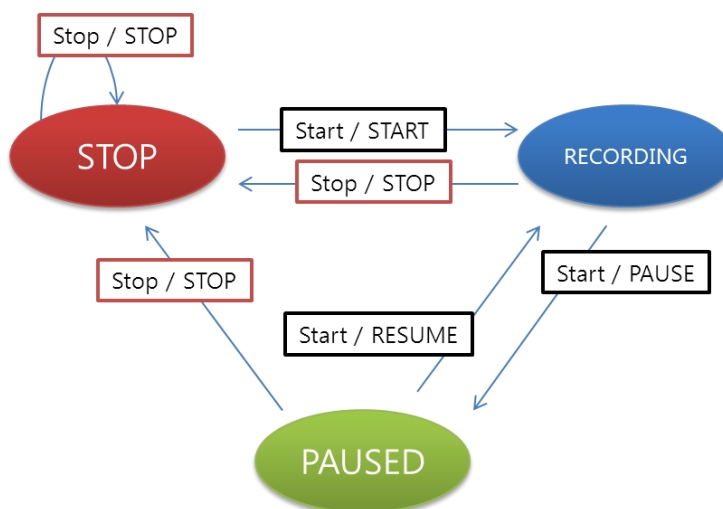 Stop / STOP
Start / START
STOP
RECORDING
Stop / STOP
Stop / STOP
Start / PAUSE
Start / RESUME
PAUSED